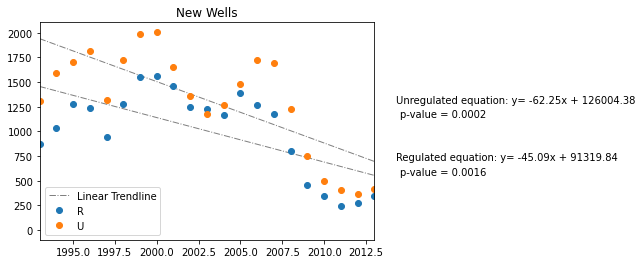 New Wells
2000
1750
1500
1250
1000
750
500
250
0
Linear Trendline
R
U
1995.0 1997.5 2000.0 2002.5 2005.0 2007.5 2010.0 2012.5
Unregulated equation: y= -62.25x + 126004.38
p-value = 0.0002
Regulated equation: y= -45.09x + 91319.84
p-value = 0.0016